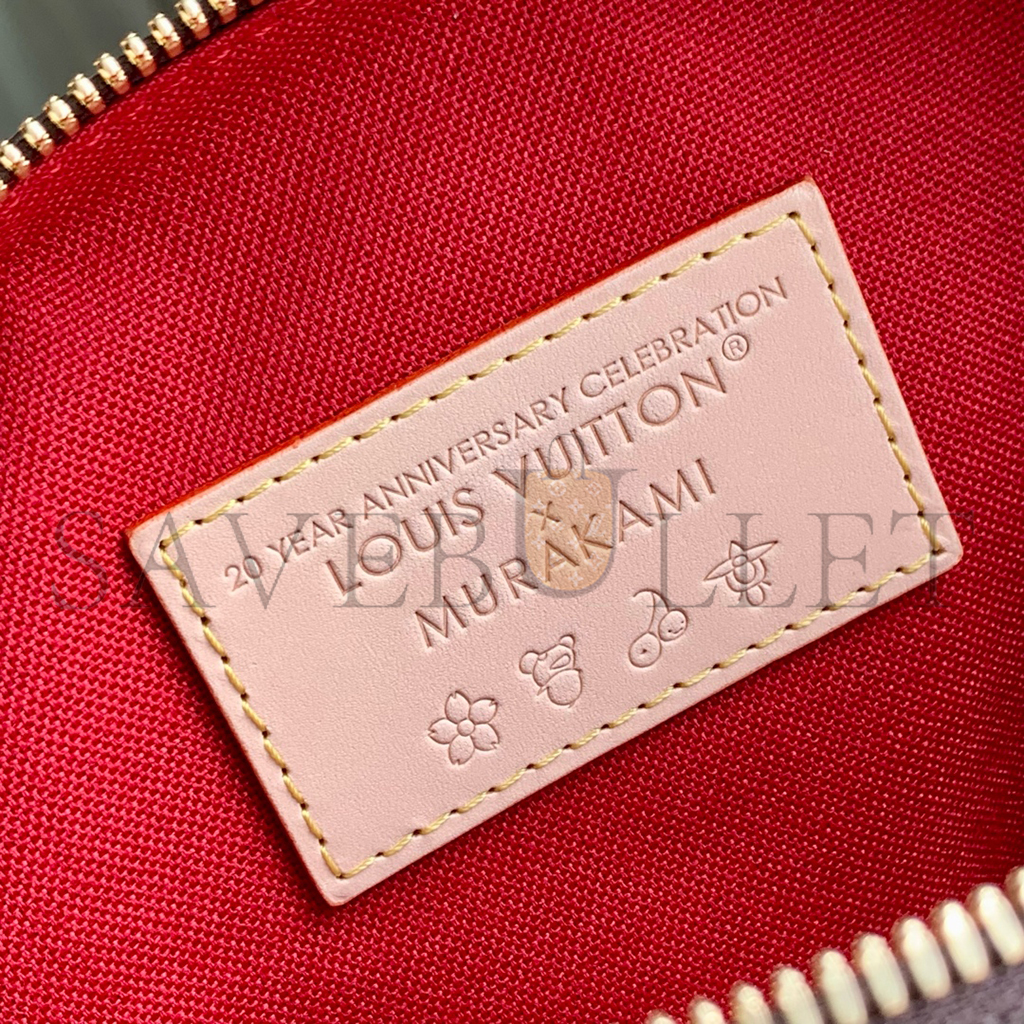 20 YEAR ANNIVERSARY CELEBRATION
LOUIS VUITTON®
X
MURAKAMI
SAVEBULLET